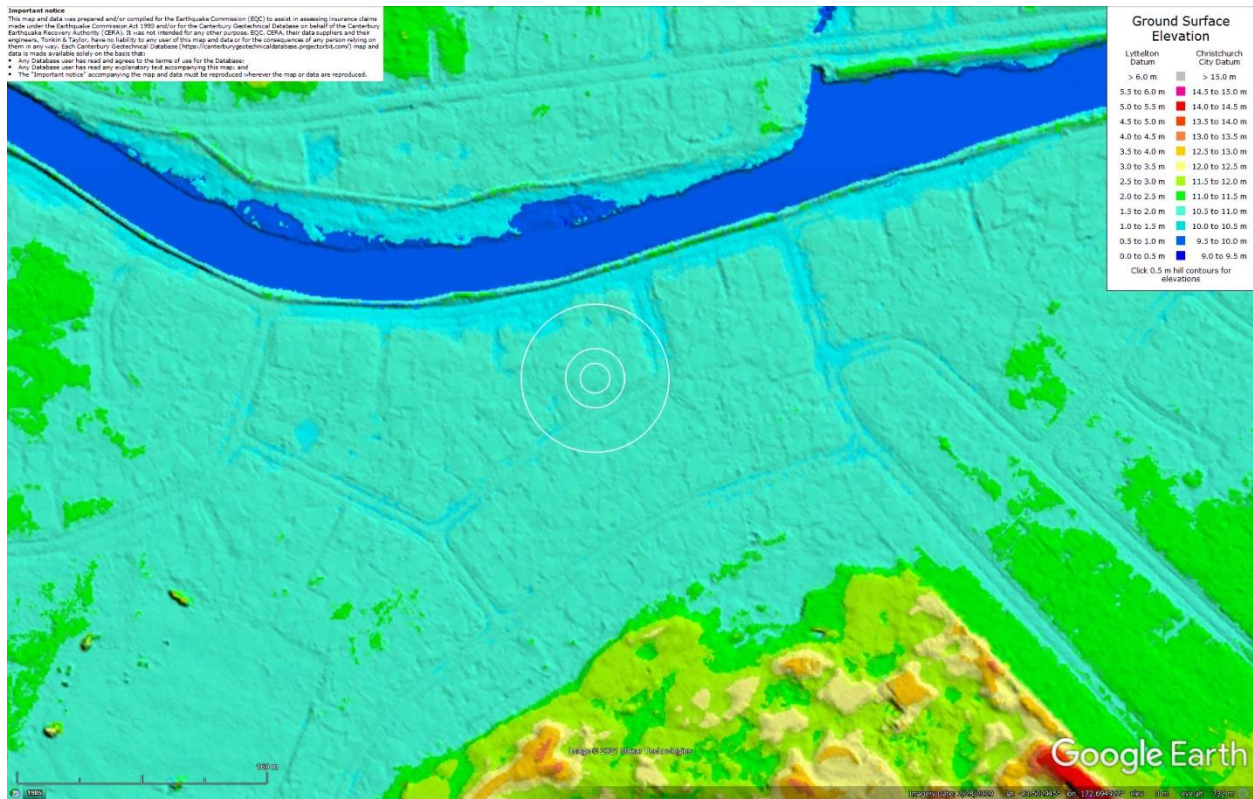 Important notice
This map and data was prepared and/or compiled for the Earthquake Commission (EQC) to assist in assessing insurance claims
made under the Earthquake Commission Act 1993 and/or for the Canterbury Geotechnical Database on behalf of the Canterbury
Earthquake Recovery Authority (CERA). It was not intended for any other purpose. EQC, CERA, their data suppliers and their
engineers, Tonkin & Taylor, have no liability to any user of this map and data or for the consequences of any person relying on
them in any way. Each Canterbury Geotechnical Database (https://canterburygeotechnicaldatabase.projectorbit.com/) map and
data is made available solely on the basis that:
• Any Database user has read and agrees to the terms of use for the Database;
• Any Database user has read any explanatory text accompanying this map; and
• The "Important notice" accompanying the map and data must be reproduced wherever the map or data are reproduced.
Ground Surface
Elevation
Lyttelton Datum Christchurch City Datum
> 6.0 m > 15.0 m
5.5 to 6.0 m 14.5 to 15.0 m
5.0 to 5.5 m 14.0 to 14.5 m
4.5 to 5.0 m 13.5 to 14.0 m
4.0 to 4.5 m 13.0 to 13.5 m
3.5 to 4.0 m 12.5 to 13.0 m
3.0 to 3.5 m 12.0 to 12.5 m
2.5 to 3.0 m 11.5 to 12.0 m
2.0 to 2.5 m 11.0 to 11.5 m
1.5 to 2.0 m 10.5 to 11.0 m
1.0 to 1.5 m 10.0 to 10.5 m
0.5 to 1.0 m 9.5 to 10.0 m
0.0 to 0.5 m 9.0 to 9.5 m
Click 0.5 m hill contours for
elevations
Technologies
Google Earth
1985
Imagery Date: lat lon 172.6949 elev 0 m eye alt 732 m